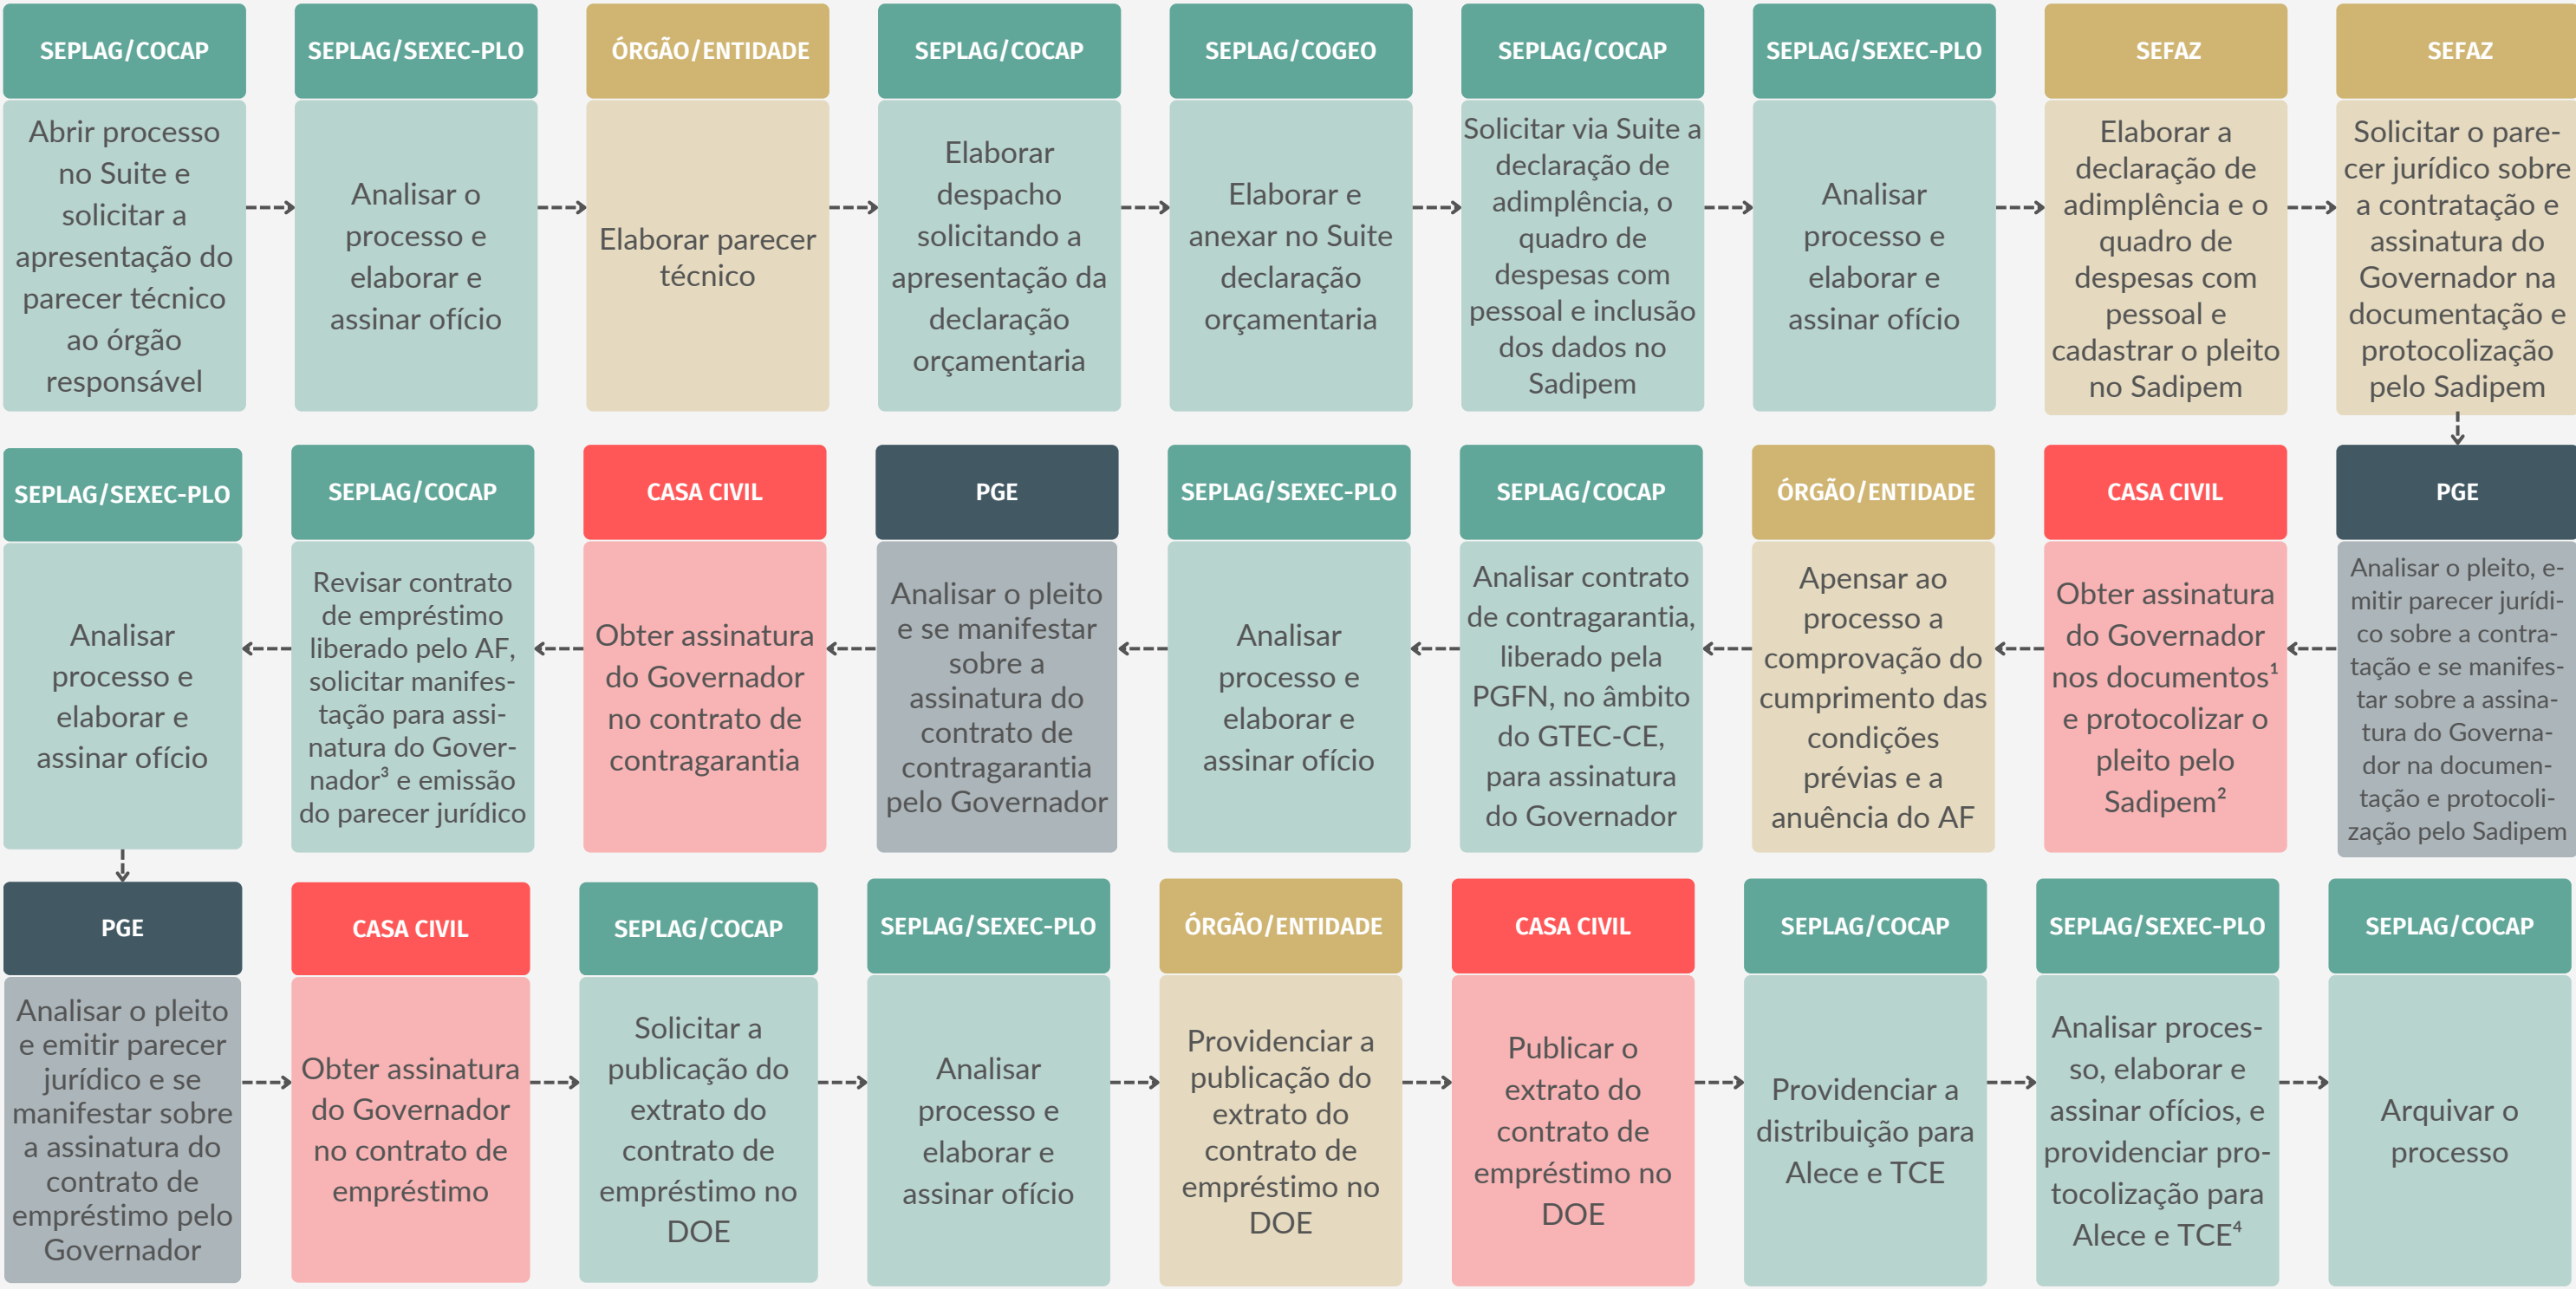 SEPLAG/COCAP
Abrir processo
no Suite e
solicitar a
apresentação do
parecer técnico
ao órgão
responsável
SEPLAG/SEXEC-PLO
Analisar o
processo e
elaborar e
assinar ofício
ÓRGÃO/ENTIDADE
Elaborar parecer
técnico
SEPLAG/COCAP
Elaborar
despacho
solicitando a
apresentação da
declaração
orçamentaria
SEPLAG/COGEO
Elaborar e
anexar no Suite
declaração
orçamentaria
SEPLAG/COCAP
Solicitar via Suite a
declaração de
adimplência, o
quadro de
despesas com
pessoal e inclusão
dos dados no
Sadipem
SEPLAG/SEXEC-PLO
Analisar
processo e
elaborar e
assinar ofício
SEFAZ
Elaborar a
declaração de
adimplência e o
quadro de
despesas com
pessoal e
cadastrar o pleito
no Sadipem
SEFAZ
Solicitar o pare-
cer jurídico sobre
a contratação e
assinatura do
Governador na
documentação e
protocolização
pelo Sadipem
PGE
Analisar o pleito, e-
mitir parecer jurídi-
co sobre a contra-
tação e se manifes-
tar sobre a assina-
tura do Governa-
dor na documen-
tação e protocoli-
zação pelo Sadipem
CASA CIVIL
Obter assinatura
do Governador
nos documentos¹
e protocolizar o
pleito pelo
Sadipem²
ÓRGÃO/ENTIDADE
Apensar ao
processo a
comprovação do
cumprimento das
condições
prévias e a
anuência do AF
SEPLAG/COCAP
Analisar contrato
de contragarantia,
liberado pela
PGFN, no âmbito
do GTEC-CE,
para assinatura
do Governador
SEPLAG/SEXEC-PLO
Analisar
processo e
elaborar e
assinar ofício
PGE
Analisar o pleito
e se manifestar
sobre a
assinatura do
contrato de
contragarantia
pelo Governador
CASA CIVIL
Obter assinatura
do Governador
no contrato de
contragarantia
SEPLAG/COCAP
Revisar contrato
de empréstimo
liberado pelo AF,
solicitar manifes-
tação para assi-
natura do Gover-
nador³ e emissão
do parecer jurídico
SEPLAG/SEXEC-PLO
Analisar
processo e
elaborar e
assinar ofício
PGE
Analisar o pleito
e emitir parecer
jurídico e se
manifestar sobre
a assinatura do
contrato de
empréstimo pelo
Governador
CASA CIVIL
Obter assinatura
do Governador
no contrato de
empréstimo
SEPLAG/COCAP
Solicitar a
publicação do
extrato do
contrato de
empréstimo no
DOE
SEPLAG/SEXEC-PLO
Analisar
processo e
elaborar e
assinar ofício
ÓRGÃO/ENTIDADE
Providenciar a
publicação do
extrato do
contrato de
empréstimo no
DOE
CASA CIVIL
Publicar o
extrato do
contrato de
empréstimo no
DOE
SEPLAG/COCAP
Providenciar a
distribuição para
Alece e TCE
SEPLAG/SEXEC-PLO
Analisar proces-
so, elaborar e
assinar ofícios, e
providenciar pro-
tocolização para
Alece e TCE⁴
SEPLAG/COCAP
Arquivar o
processo